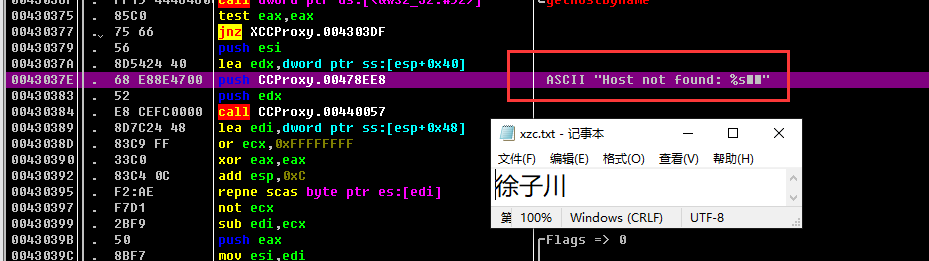 call dword ptr ds:[<&WS2_32.#52>] gethostbyname
00430375 . 85C0 test eax,eax
00430377 .⌄ 75 66 jnz XCCProxy.004303DF
00430379 . 56 push esi
0043037A . 8D5424 40 lea edx,dword ptr ss:[esp+0x40]
0043037E . 68 E88E4700 push CCProxy.00478EE8 ASCII "Host not found: %s"
00430383 . 52 push edx
00430384 . E8 CEFC0000 call CCProxy.00440057
00430389 . 8D7C24 48 lea edi,dword ptr ss:[esp+0x48]
0043038D . 83C9 FF or ecx,0xFFFFFFFF
00430390 . 33C0 xor eax,eax
00430392 . 83C4 0C add esp,0xC
00430395 . F2:AE repne scas byte ptr es:[edi]
00430397 . F7D1 not ecx
00430399 . 2BF9 sub edi,ecx
0043039B . 50 push eax Flags => 0
0043039C . 8BF7 mov esi,edi
xzc.txt - 记事本
文件(F) 编辑(E) 格式(O) 查看(V) 帮助(H)
徐子川
第 100% Windows (CRLF) UTF-8